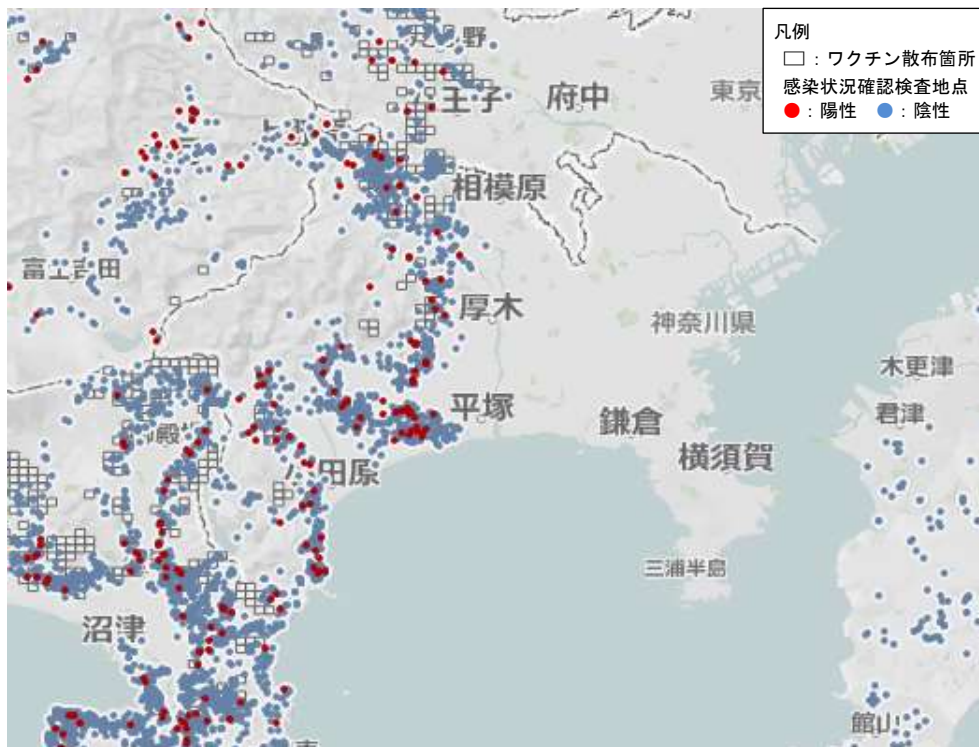 凡例
□：ワクチン散布箇所
感染状況確認検査地点
●：陽性 ●：陰性
府中
東京
相模原
富士吉田
厚木
神奈川県
木更津
平塚
君津
鎌倉
小田原
横須賀
三浦半島
沼津
館山